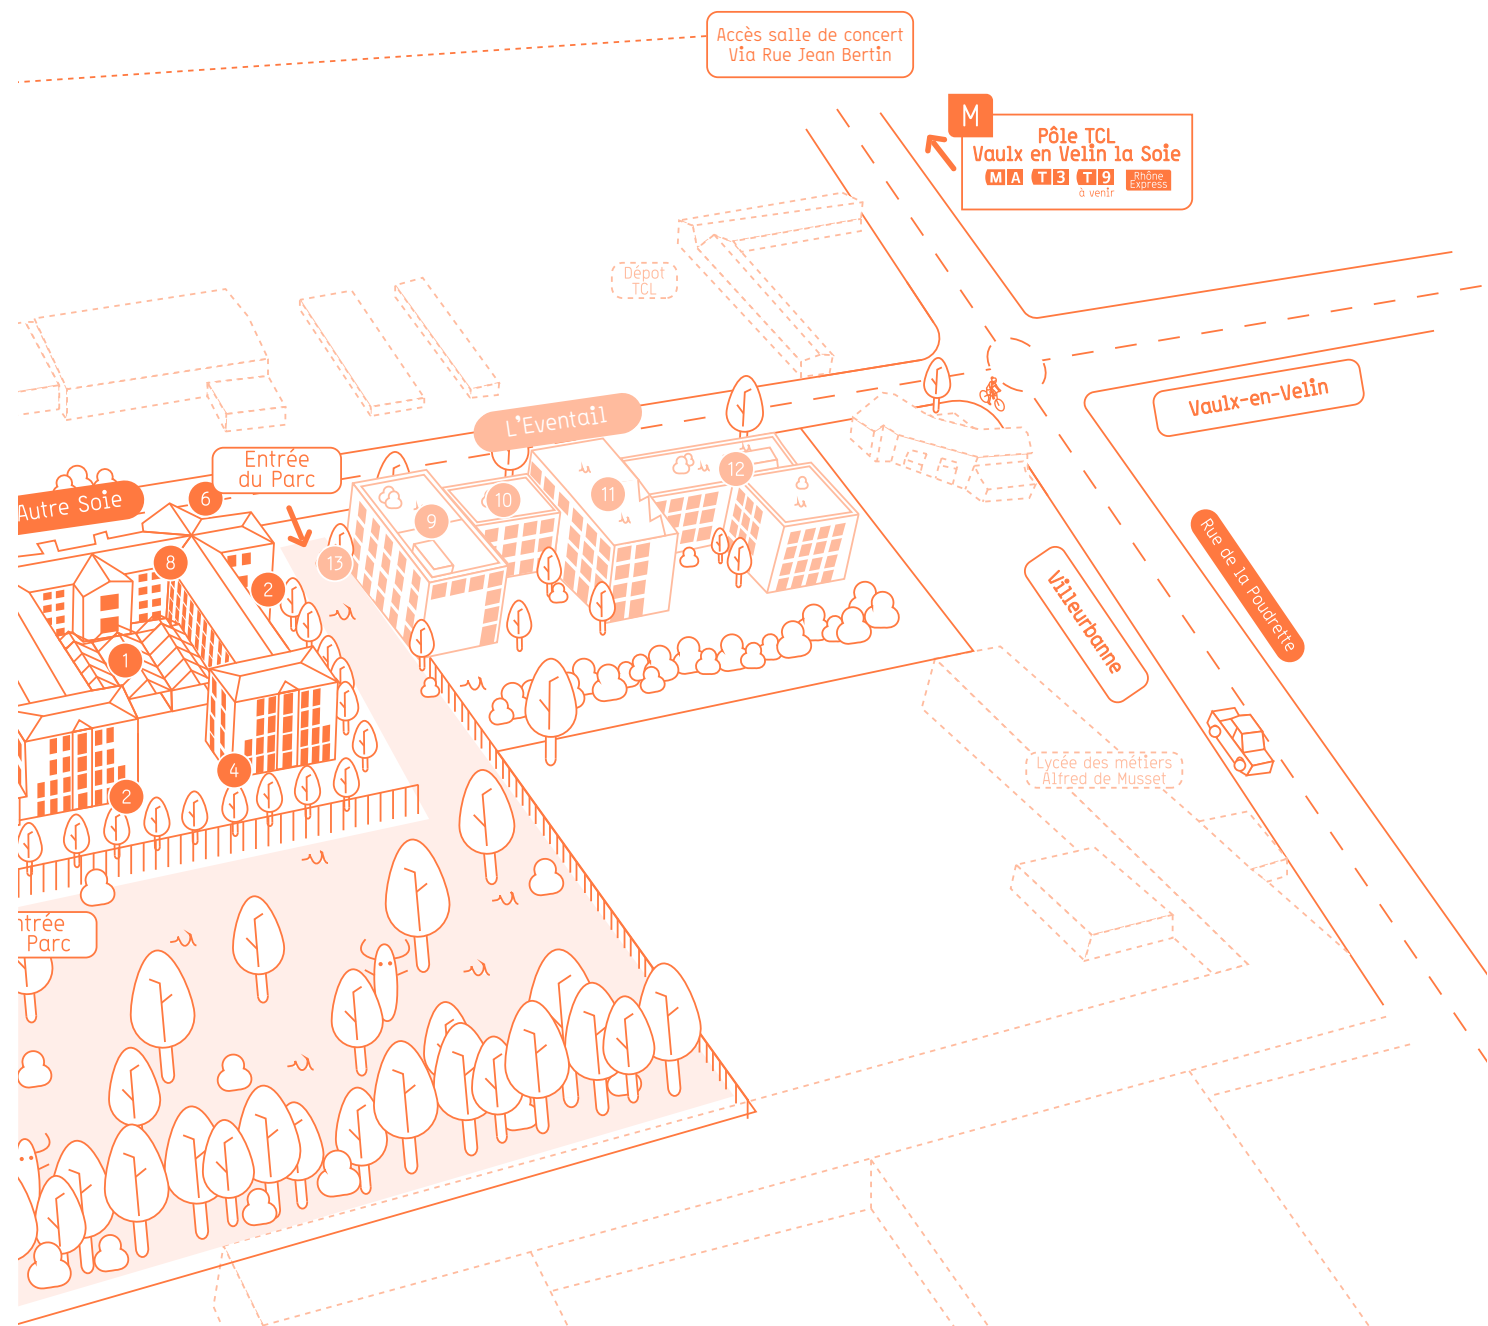 Accès salle de concert
Via Rue Jean Bertin
M
Pôle TCL
Vaulx en Velin la Soie
M A T 3 T 9 Rhône
Express
à venir
Dépot
TCL
Vaulx-en-Velin
L'Eventail
Entrée
du Parc
Autre Soie
6
9
10
11
12
13
8
2
1
4
2
Rue de la Poudrette
Villeurbanne
Lycée des métiers
Alfred de Musset
ntrée
Parc